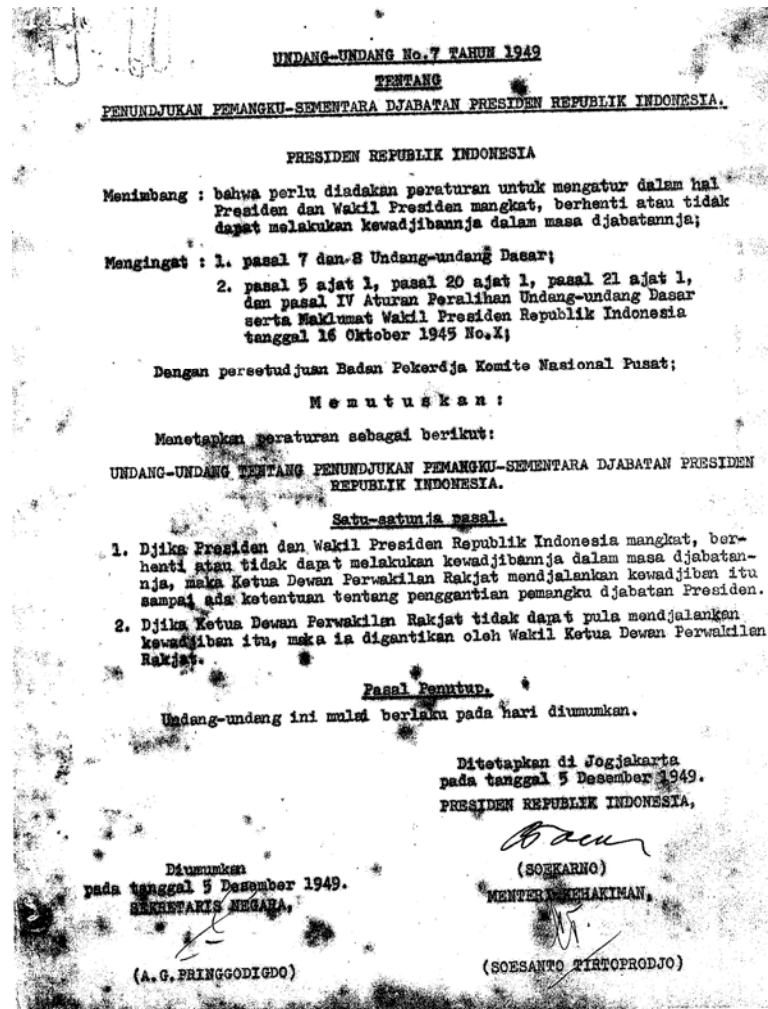 UNDANG-UNDANG No.7 TAHUN 1949
TENTANG
PENUNDJUKAN PEMANGKU-SEMENTARA DJABATAN PRESIDEN REPUBLIK INDONESIA.
PRESIDEN REPUBLIK INDONESIA
Menimbang : bahwa perlu diadakan peraturan untuk mengatur dalam hal
Presiden dan Wakil Presiden mangkat, berhenti atau tidak
dapat melakukan kewadjibannja dalam masa djabatannja;
Mengingat : 1. pasal 7 dan 8 Undang-undang Dasar;
2. pasal 5 ajat 1, pasal 20 ajat 1, pasal 21 ajat 1,
dan pasal IV Aturan Peralihan Undang-undang Dasar
serta Maklumat Wakil Presiden Republik Indonesia
tanggal 16 Oktober 1945 No.X;
Dengan persetudjuan Badan Pekerdja Komite Nasional Pusat;
M e m u t u s k a n :
Menetapkan peraturan sebagai berikut:
UNDANG-UNDANG TENTANG PENUNDJUKAN PEMANGKU-SEMENTARA DJABATAN PRESIDEN
REPUBLIK INDONESIA.
Satu-satunja pasal.
1. Djika Presiden dan Wakil Presiden Republik Indonesia mangkat, ber-
henti atau tidak dapat melakukan kewadjibannja dalam masa djabatan-
nja, maka Ketua Dewan Perwakilan Rakjat mendjalankan kewadjiban itu
sampai ada ketentuan tentang penggantian pemangku djabatan Presiden.
2. Djika Ketua Dewan Perwakilan Rakjat tidak dapat pula mendjalankan
kewadjiban itu, maka ia digantikan oleh Wakil Ketua Dewan Perwakilan
Rakjat.
Pasal Penutup.
Undang-undang ini mulai berlaku pada hari diumumkan.
Ditetapkan di Jogjakarta
pada tanggal 5 Desember 1949.
PRESIDEN REPUBLIK INDONESIA,
(SOEKARNO)
Diumumkan
pada tanggal 5 Desember 1949.
SEKRETARIS NEGARA,
(A.G.PRINGGODIGDO)
MENTERI KEHAKIMAN,
(SOESANTO TIRTOPRODJO)